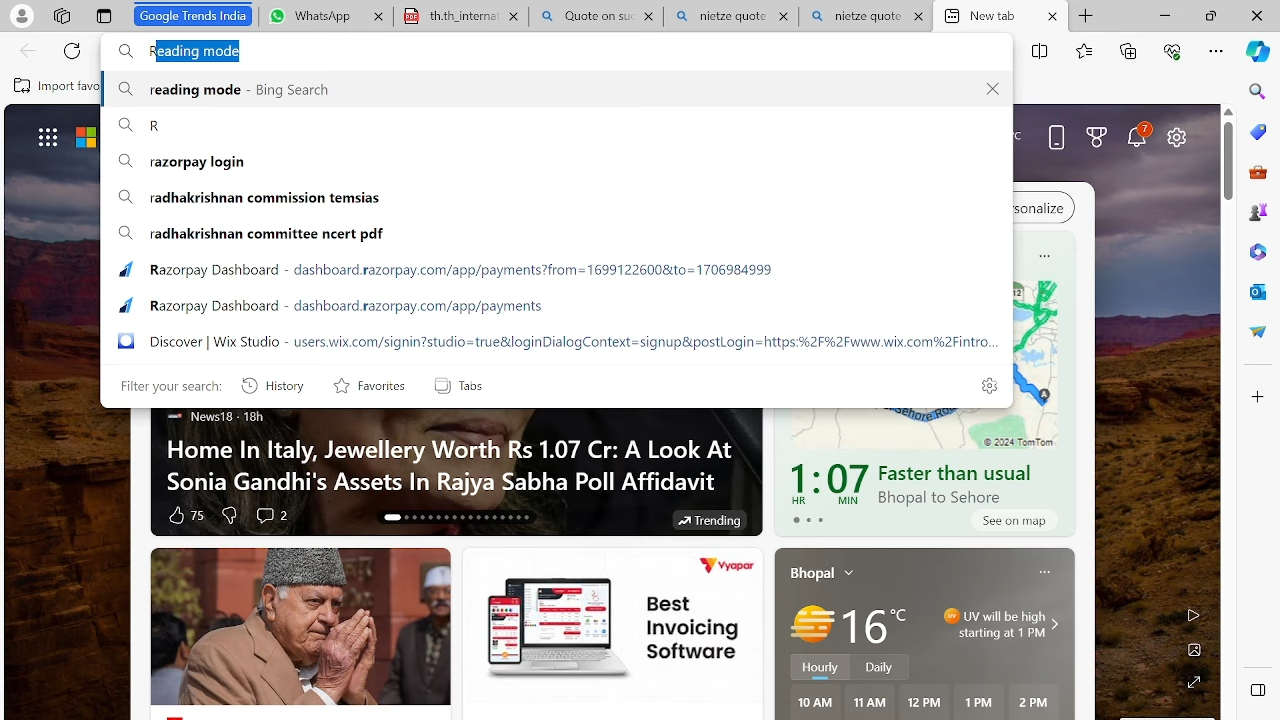 Google Trends India
WhatsApp
th.th_internat
Quote on suc
nietze quote
nietze quote
New tab
Reading mode
Import favo
reading mode - Bing Search
R
razorpay login
radhakrishnan commission temsias
radhakrishnan committee ncert pdf
Razorpay Dashboard - dashboard.razorpay.com/app/payments?from=1699122600&to=1706984999
Razorpay Dashboard - dashboard.razorpay.com/app/payments
Discover | Wix Studio - users.wix.com/signin?studio=true&loginDialogContext=signup&postLogin=https:%2F%2Fwww.wix.com%2Fintro...
Filter your search: History Favorites Tabs
°C
7
rsonalize
12
A
© 2024 TomTom
News18 · 18h
Home In Italy, Jewellery Worth Rs 1.07 Cr: A Look At
Sonia Gandhi's Assets In Rajya Sabha Poll Affidavit
75 2
Trending
1:07 Faster than usual
HR MIN Bhopal to Sehore
See on map
Vyapar
Best
Invoicing
Software
Bhopal
16 °C
UV UV will be high
starting at 1 PM
Hourly Daily
10 AM 11 AM 12 PM 1 PM 2 PM